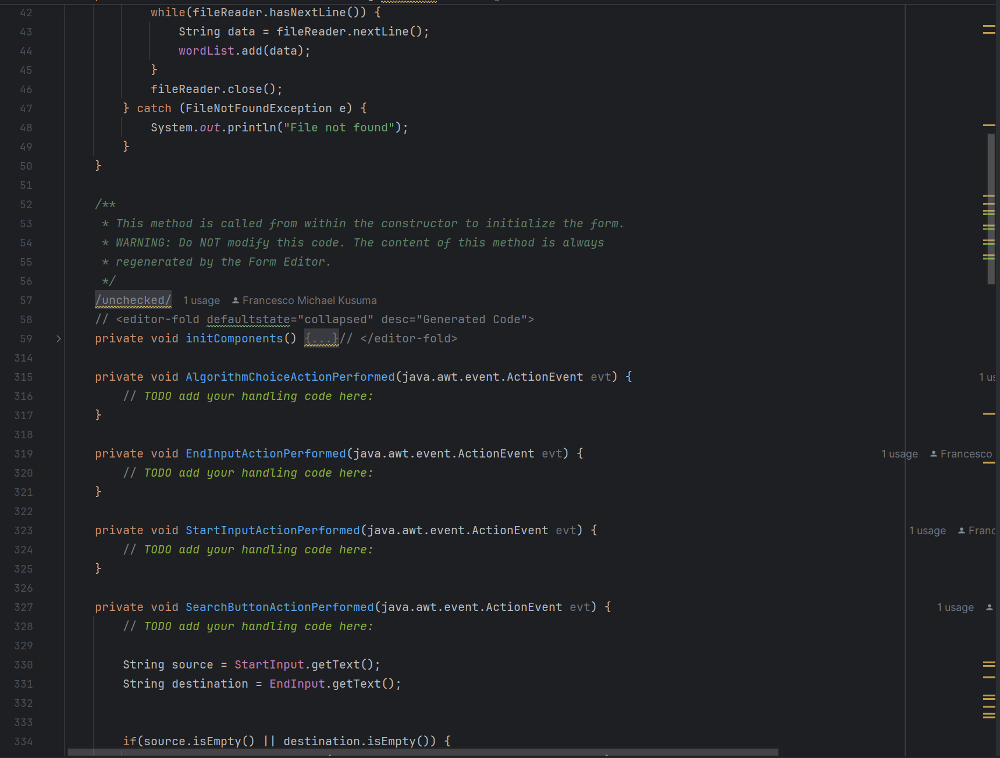 42 while(fileReader.hasNextLine()) {
43 String data = fileReader.nextLine();
44 wordList.add(data);
45 }
46 fileReader.close();
47 } catch (FileNotFoundException e) {
48 System.out.println("File not found");
49 }
50 }
51
52 /**
53 * This method is called from within the constructor to initialize the form.
54 * WARNING: Do NOT modify this code. The content of this method is always
55 * regenerated by the Form Editor.
56 */
57 /unchecked/ 1 usage Francesco Michael Kusuma
58 // <editor-fold defaultstate="collapsed" desc="Generated Code">
59 private void initComponents() {...}// </editor-fold>
314
315 private void AlgorithmChoiceActionPerformed(java.awt.event.ActionEvent evt) { 1 us
316 // TODO add your handling code here:
317 }
318
319 private void EndInputActionPerformed(java.awt.event.ActionEvent evt) { 1 usage Francesco
320 // TODO add your handling code here:
321 }
322
323 private void StartInputActionPerformed(java.awt.event.ActionEvent evt) { 1 usage Franc
324 // TODO add your handling code here:
325 }
326
327 private void SearchButtonActionPerformed(java.awt.event.ActionEvent evt) { 1 usage
328 // TODO add your handling code here:
329
330 String source = StartInput.getText();
331 String destination = EndInput.getText();
332
333
334 if(source.isEmpty() || destination.isEmpty()) {